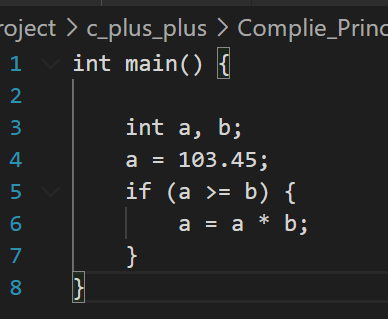 roject > c_plus_plus > Complie_Princ
1 int main() {
2
3     int a, b;
4     a = 103.45;
5     if (a >= b) {
6         a = a * b;
7     }
8 }